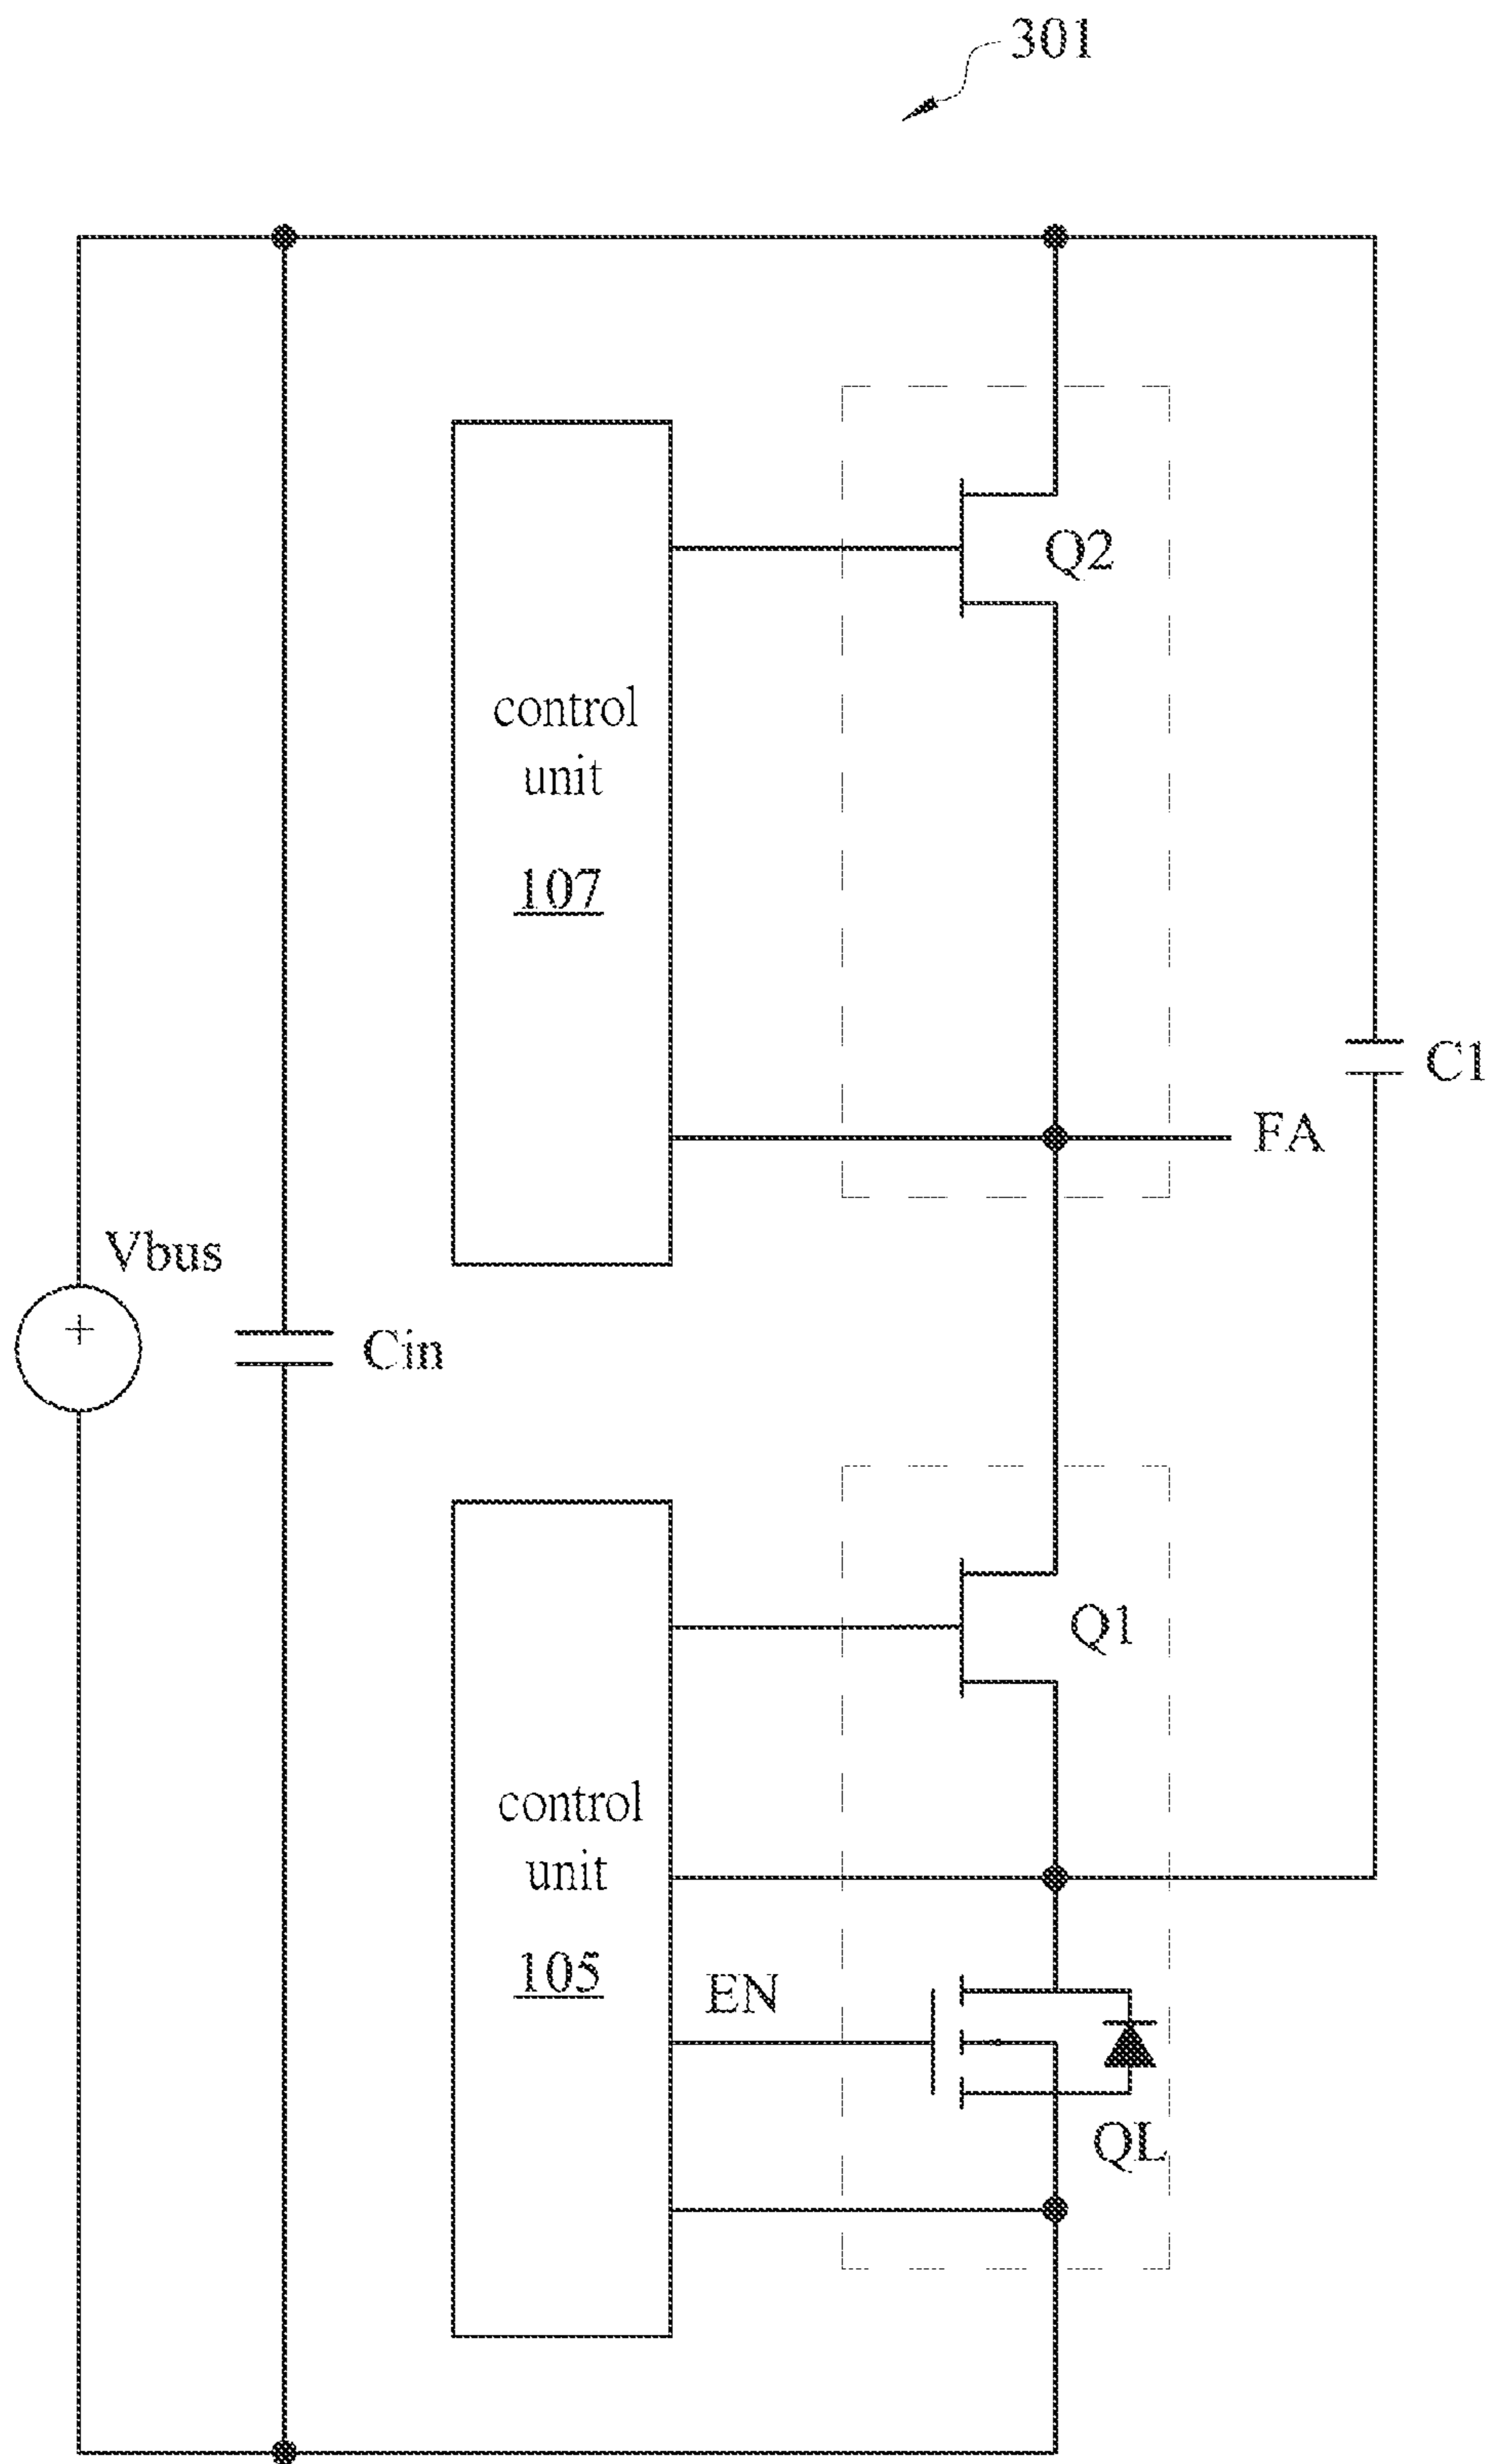 301
Q2
control
unit
107
C1
FA
Vbus
+
Cin
Q1
control
unit
105
EN
QL